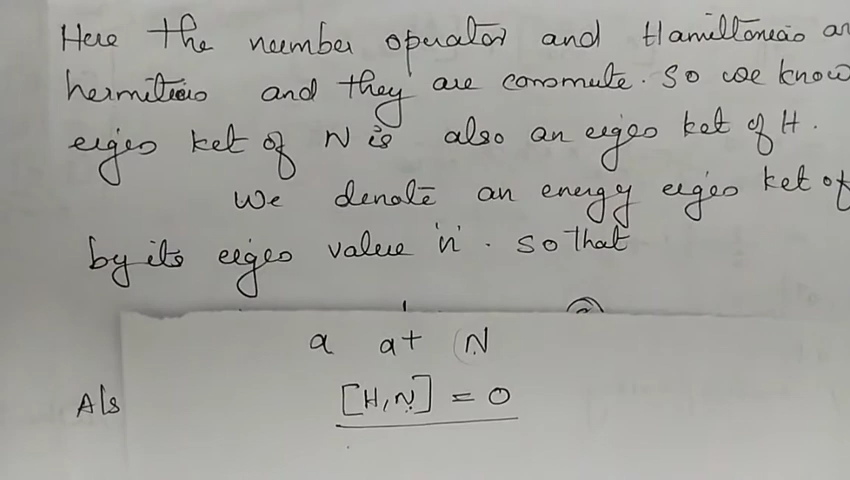 Here the number operator and Hamiltonian ar
hermitian and they are commute. So we know
eigen ket of N is also an eigen ket of H.
We denote an energy eigen ket of
by its eigen value 'n'. so that
a a+ N
Als [H,N] = 0